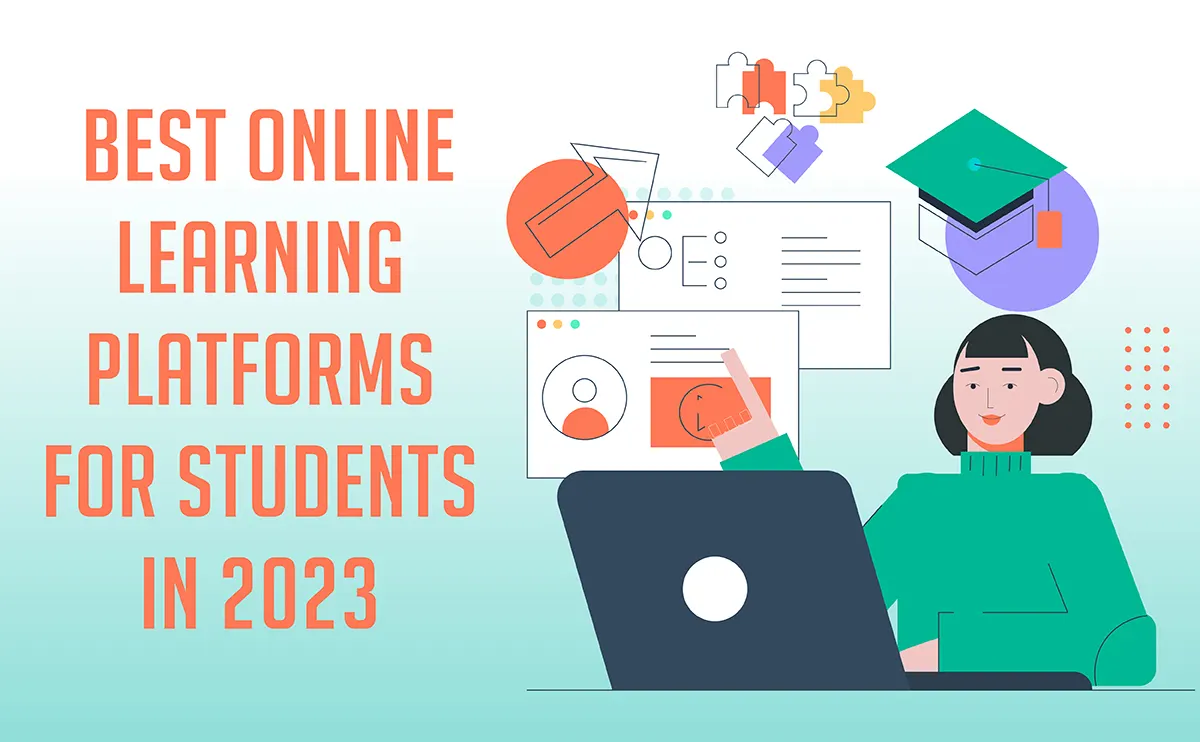 BEST ONLINE
LEARNING
PLATFORMS
FOR STUDENTS
IN 2023